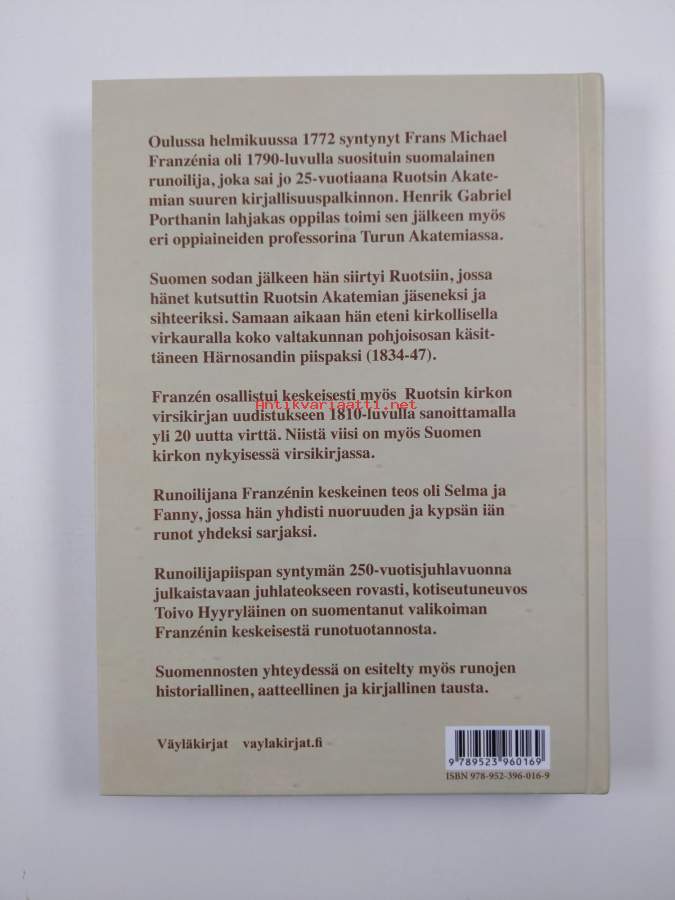 Oulussa helmikuussa 1772 syntynyt Frans Michael
Franzénia oli 1790-luvulla suosituin suomalainen
runoilija, joka sai jo 25-vuotiaana Ruotsin Akate-
mian suuren kirjallisuuspalkinnon. Henrik Gabriel
Porthanin lahjakas oppilas toimi sen jälkeen myös
eri oppiaineiden professorina Turun Akatemiassa.
Suomen sodan jälkeen hän siirtyi Ruotsiin, jossa
hänet kutsuttin Ruotsin Akatemian jäseneksi ja
sihteeriksi. Samaan aikaan hän eteni kirkollisella
virkauralla koko valtakunnan pohjoisosan käsit-
täneen Härnosandin piispaksi (1834-47).
Franzén osallistui keskeisesti myös Ruotsin kirkon
Antikvariaatti.net
virsikirjan uudistukseen 1810-luvulla sanoittamalla
yli 20 uutta virttä. Niistä viisi on myös Suomen
kirkon nykyisessä virsikirjassa.
Runoilijana Franzénin keskeinen teos oli Selma ja
Fanny, jossa hän yhdisti nuoruuden ja kypsän iän
runot yhdeksi sarjaksi.
Runoilijapiispan syntymän 250-vuotisjuhlavuonna
julkaistavaan juhlateokseen rovasti, kotiseutuneuvos
Toivo Hyyryläinen on suomentanut valikoiman
Franzénin keskeisestä runotuotannosta.
Suomennosten yhteydessä on esitelty myös runojen
historiallinen, aatteellinen ja kirjallinen tausta.
Väyläkirjat vaylakirjat.fi
9 789523 960169
ISBN 978-952-396-016-9